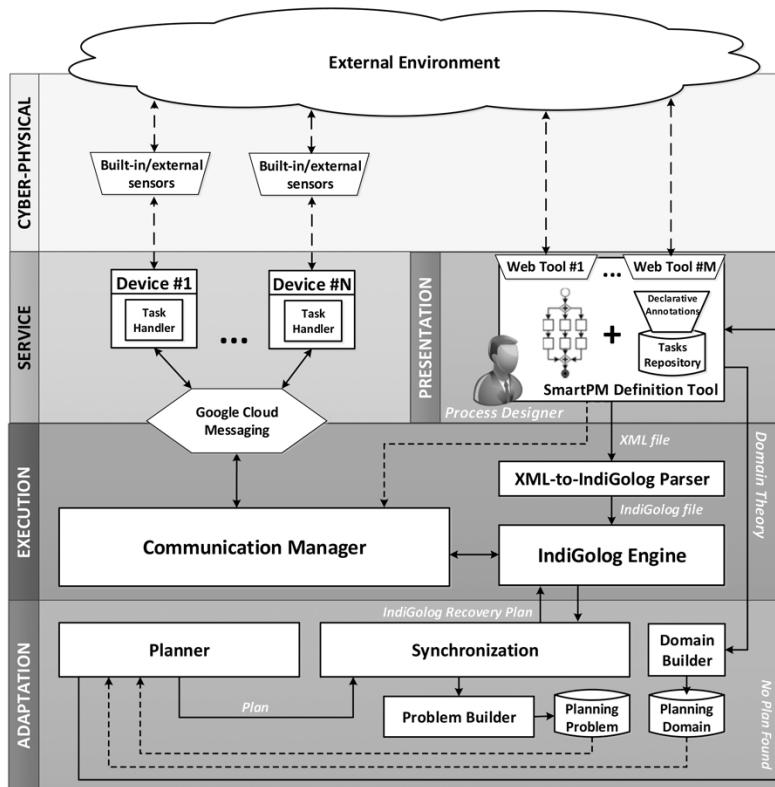 External Environment
CYBER-PHYSICAL
Built-in/external
sensors
Built-in/external
sensors
SERVICE
Device #1
Task
Handler
...
Device #N
Task
Handler
Google Cloud
Messaging
PRESENTATION
Web Tool #1
...
Web Tool #M
+
Declarative
Annotations
Tasks
Repository
SmartPM Definition Tool
Process Designer
XML file
Domain Theory
EXECUTION
XML-to-IndiGolog Parser
IndiGolog file
Communication Manager
IndiGolog Engine
IndiGolog Recovery Plan
ADAPTATION
Planner
Synchronization
Domain
Builder
Plan
Problem Builder
Planning
Problem
Planning
Domain
No Plan Found